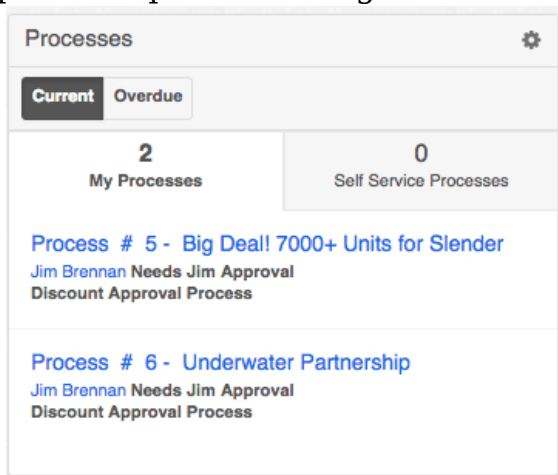 Processes
Current Overdue
2 0
My Processes Self Service Processes
Process # 5 - Big Deal! 7000+ Units for Slender
Jim Brennan Needs Jim Approval
Discount Approval Process
Process # 6 - Underwater Partnership
Jim Brennan Needs Jim Approval
Discount Approval Process